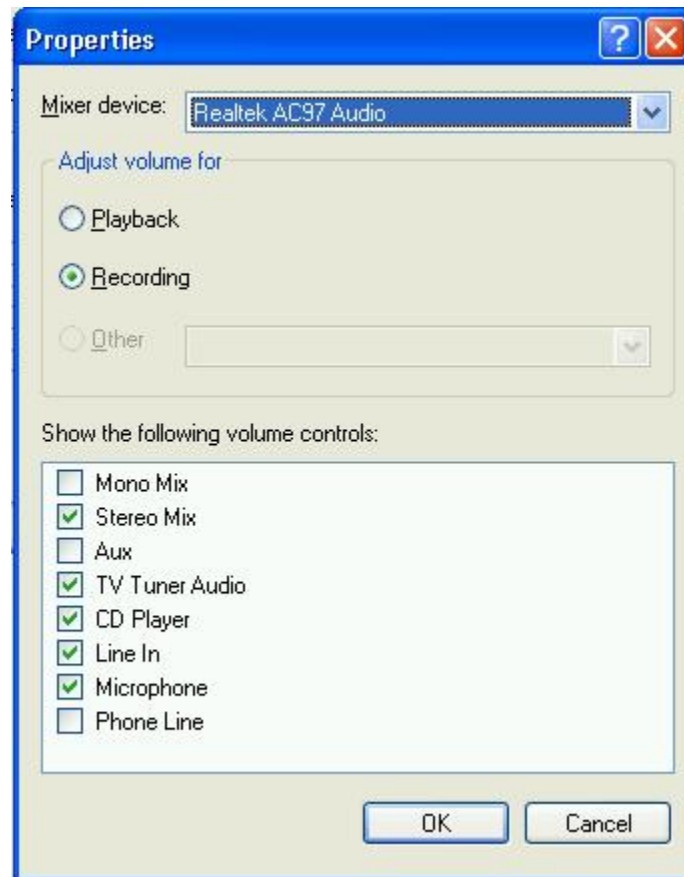 Properties
Mixer device: Realtek AC97 Audio
Adjust volume for
Playback
Recording
Other
Show the following volume controls:
Mono Mix
Stereo Mix
Aux
TV Tuner Audio
CD Player
Line In
Microphone
Phone Line
OK Cancel